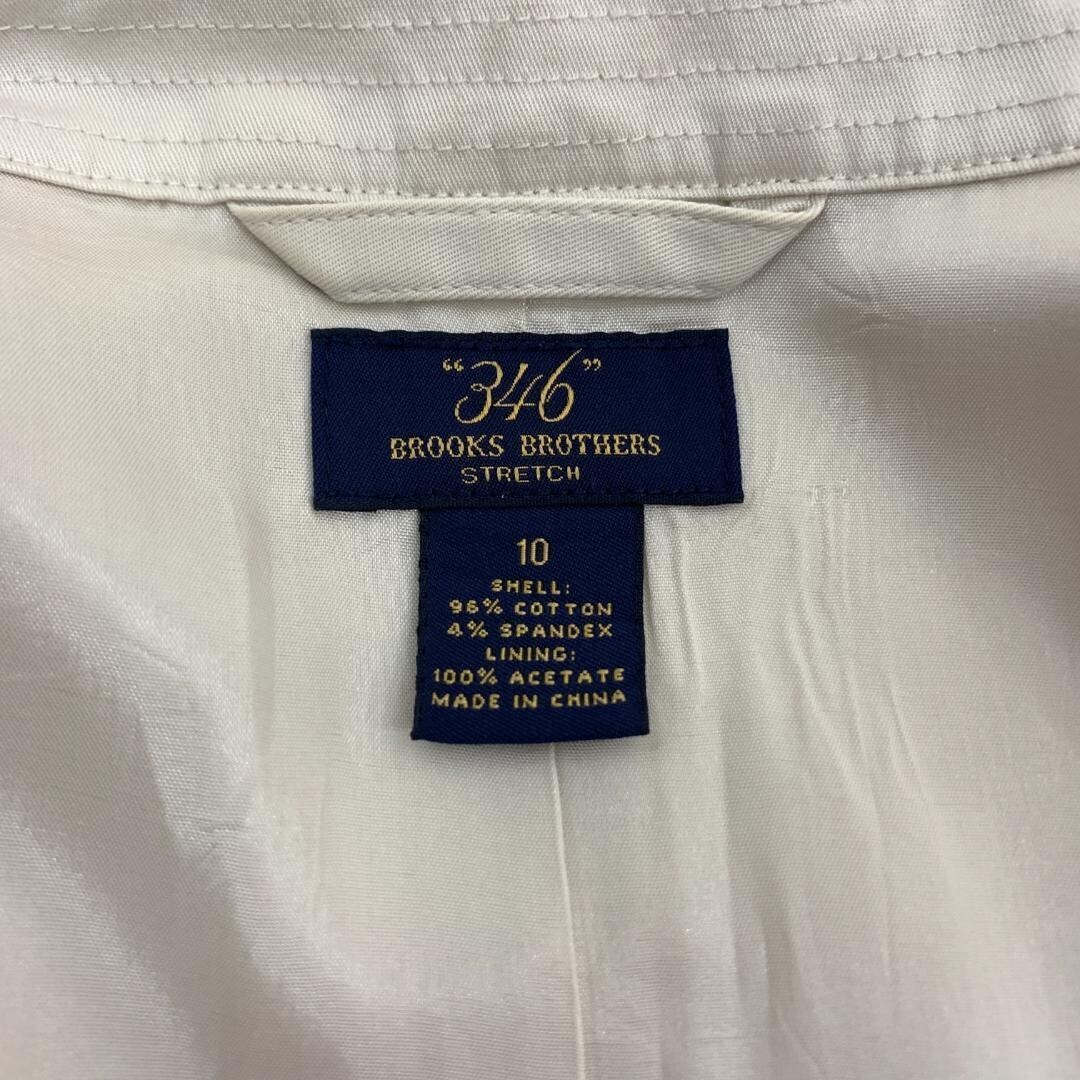 “346”
BROOKS BROTHERS
STRETCH
10
SHELL:
96% COTTON
4% SPANDEX
LINING:
100% ACETATE
MADE IN CHINA